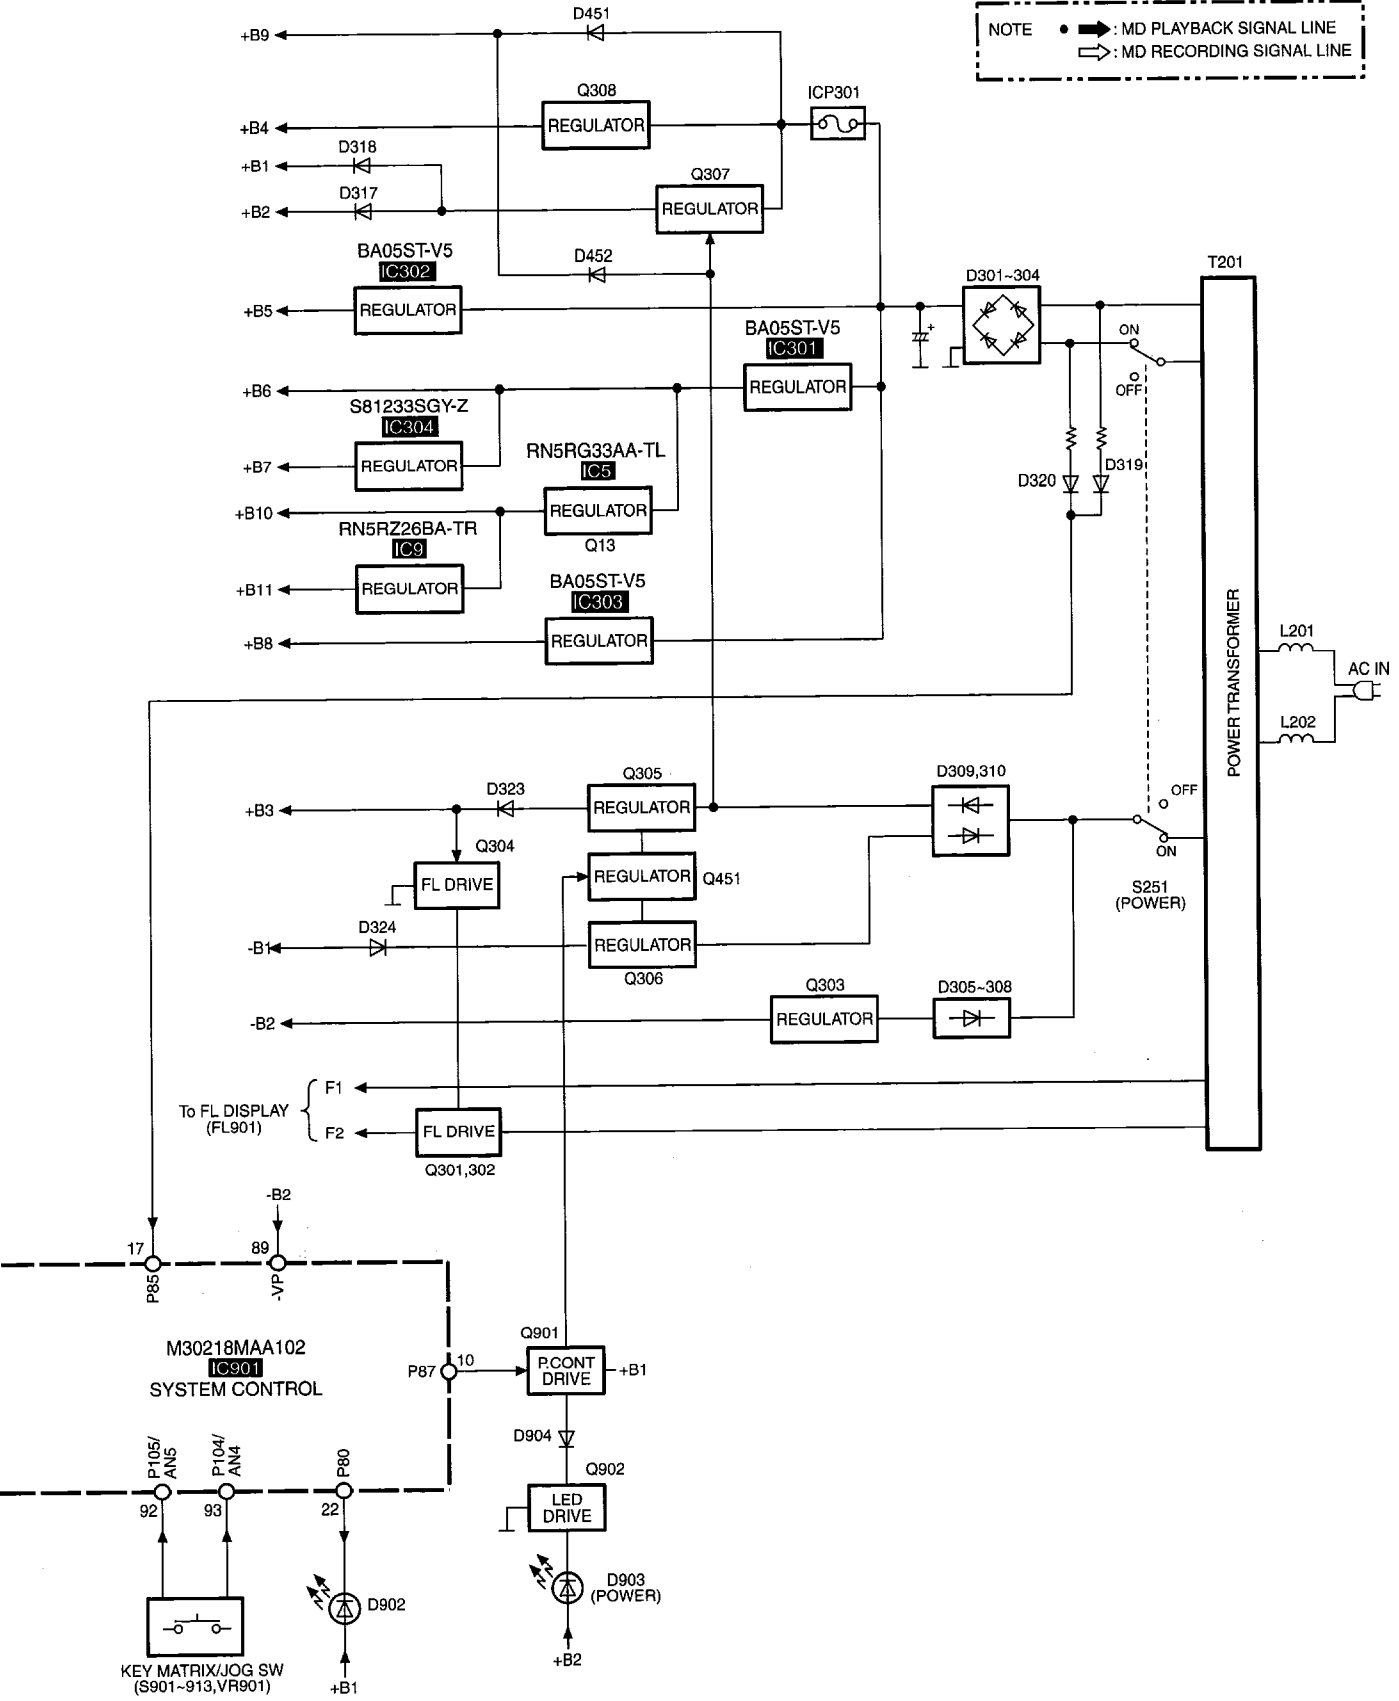 D451
+B9
NOTE ● : MD PLAYBACK SIGNAL LINE
: MD RECORDING SIGNAL LINE
Q308
ICP301
+B4
REGULATOR
D318
+B1
Q307
D317
+B2
REGULATOR
BA05ST-V5
IC302
D452
D301~304
T201
+B5
REGULATOR
BA05ST-V5
IC301
+
ON
+B6
REGULATOR
OFF
S81233SGY-Z
IC304
+B7
REGULATOR
RN5RG33AA-TL
IC5
D320
D319
+B10
REGULATOR
Q13
RN5RZ26BA-TR
IC9
+B11
REGULATOR
BA05ST-V5
IC303
+B8
REGULATOR
POWER TRANSFORMER
L201
AC IN
L202
D309,310
Q305
D323
+B3
REGULATOR
OFF
Q304
FL DRIVE
REGULATOR
Q451
ON
S251
(POWER)
D324
-B1
REGULATOR
Q306
Q303
D305~308
-B2
REGULATOR
F1
To FL DISPLAY
(FL901)
F2
FL DRIVE
Q301,302
-B2
17
89
P85
-VP
M30218MAA102
IC901
SYSTEM CONTROL
P87
10
Q901
P.CONT
DRIVE
+B1
D904
P105/
AN5
P104/
AN4
P80
Q902
92
93
22
LED
DRIVE
D902
D903
(POWER)
+B2
KEY MATRIX/JOG SW
(S901~913,VR901)
+B1